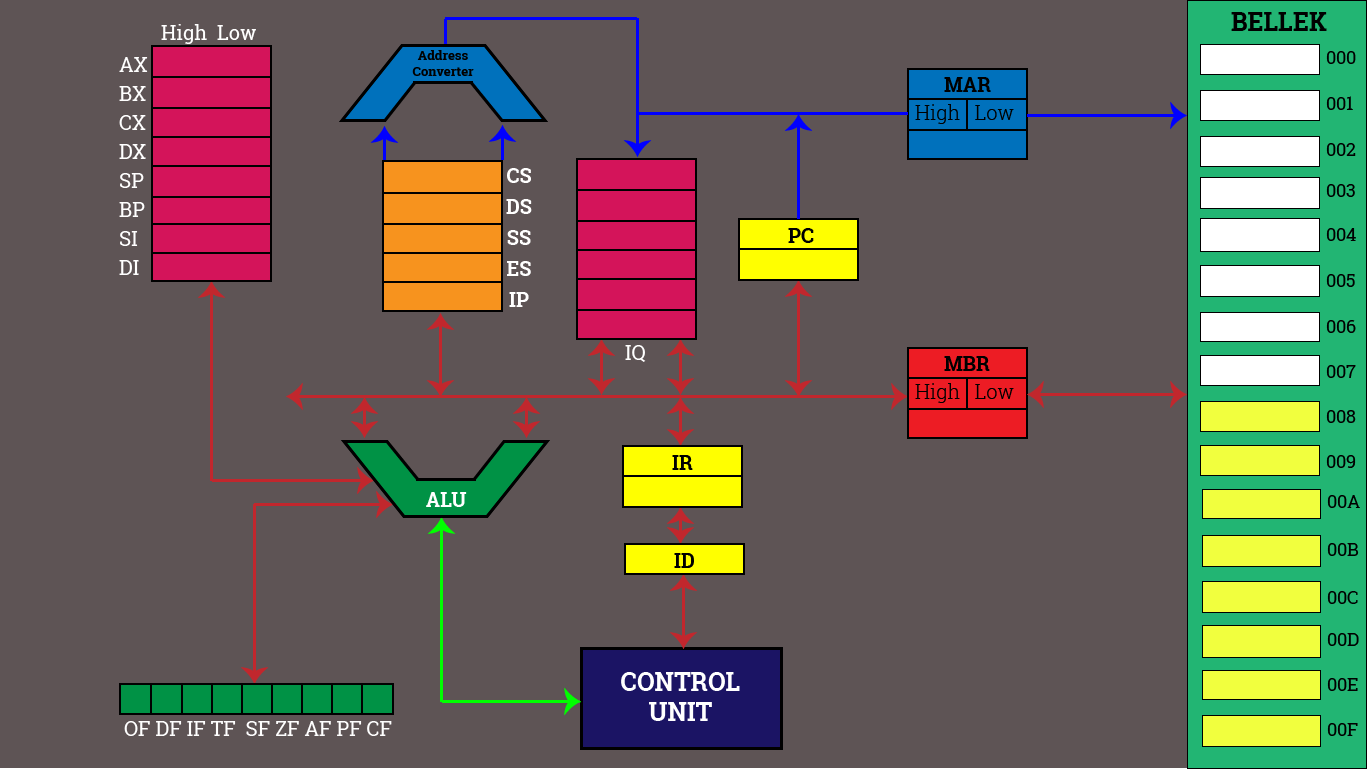 High Low
AX
BX
CX
DX
SP
BP
SI
DI
Address
Converter
CS
DS
SS
ES
IP
IQ
PC
MAR
High Low
MBR
High Low
ALU
IR
ID
CONTROL
UNIT
OF DF IF TF SF ZF AF PF CF
BELLEK
000
001
002
003
004
005
006
007
008
009
00A
00B
00C
00D
00E
00F